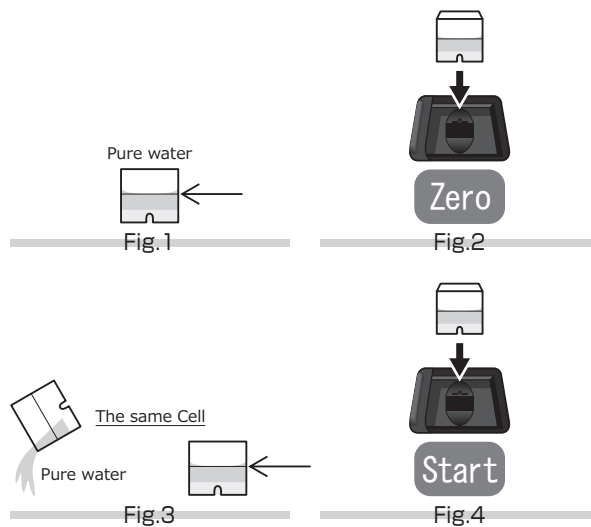 Pure water
Zero
Fig.1
Fig.2
The same Cell
Pure water
Start
Fig.3
Fig.4